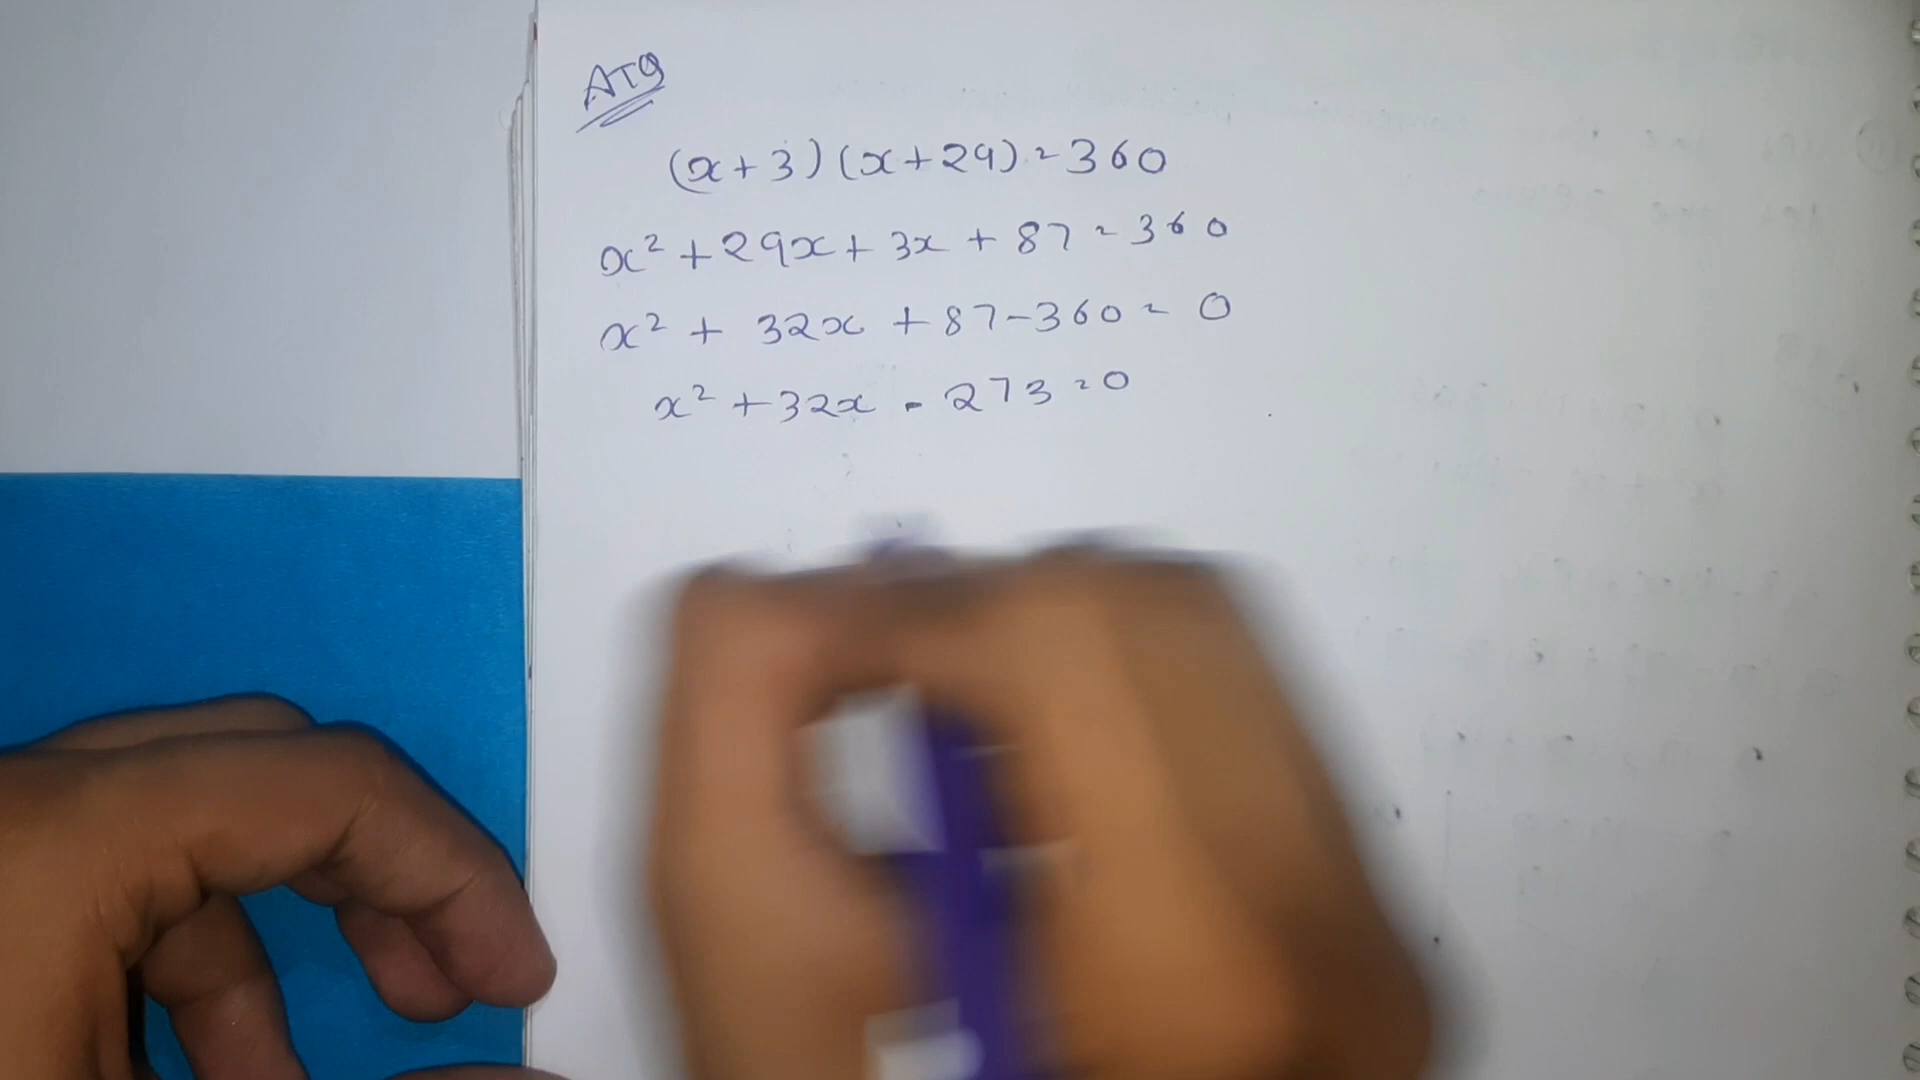 ATQ
(x+3)(x+29)=360
x²+29x+3x+87=360
x²+32x+87-360=0
x²+32x-273=0